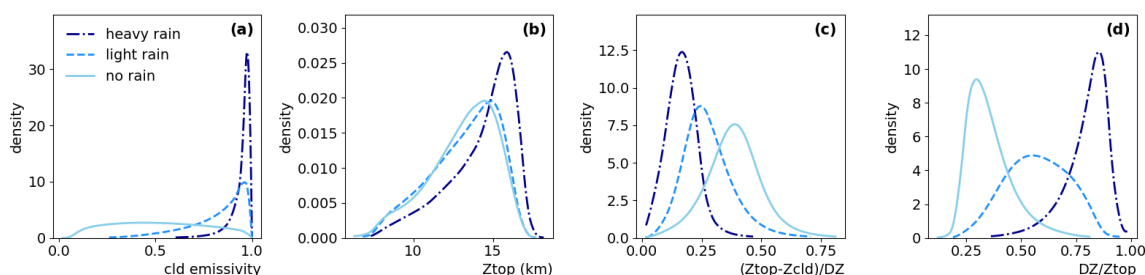 (a)
heavy rain
light rain
no rain
density
30
20
10
0
0.0
0.5
1.0
cld emissivity
(b)
density
0.030
0.025
0.020
0.015
0.010
0.005
0.000
10
15
Ztop (km)
(c)
density
12.5
10.0
7.5
5.0
2.5
0.0
0.00
0.25
0.50
0.75
(Ztop-Zcld)/DZ
(d)
density
12
10
8
6
4
2
0
0.25
0.50
0.75
1.00
DZ/Ztop